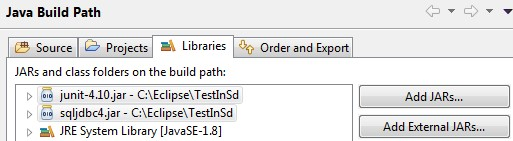 Java Build Path
Source Projects Libraries Order and Export
JARs and class folders on the build path:
junit-4.10.jar - C:\Eclipse\TestInSd
Add JARs...
sqljdbc4.jar - C:\Eclipse\TestInSd
Add External JARs...
JRE System Library [JavaSE-1.8]